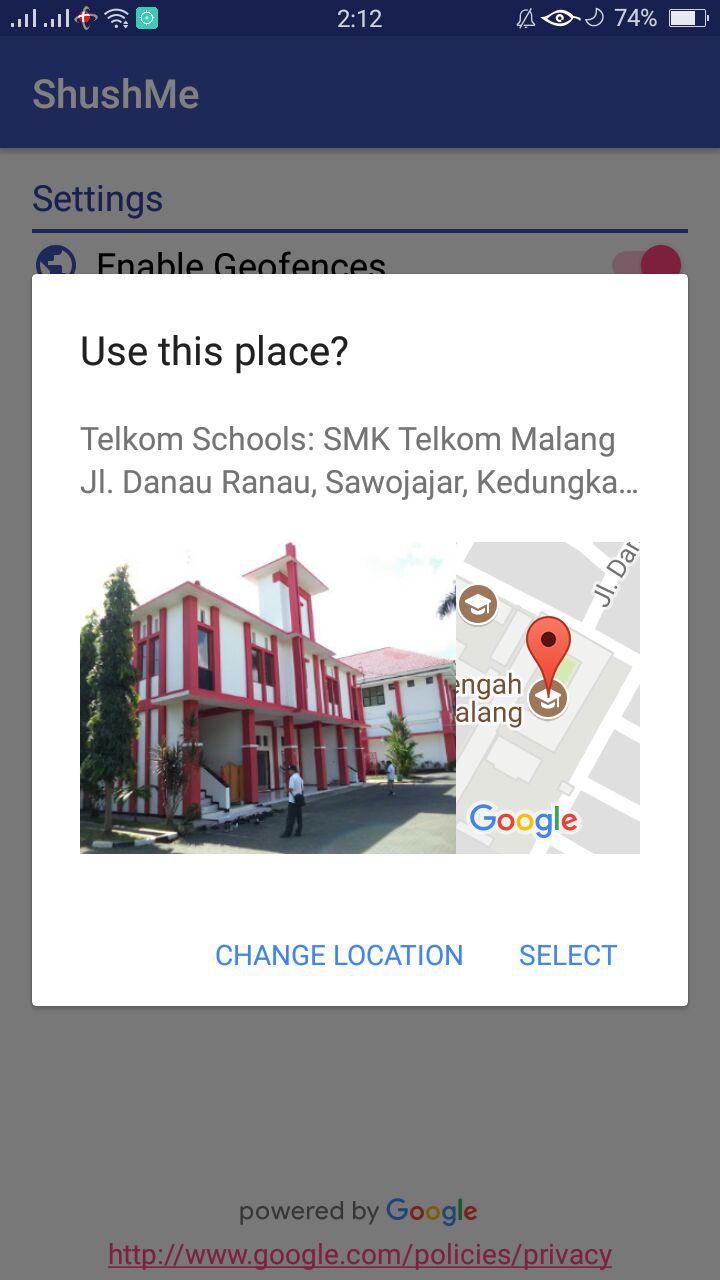 2:12
74%
ShushMe
Settings
Enable Geofences
Use this place?
Telkom Schools: SMK Telkom Malang
Jl. Danau Ranau, Sawojajar, Kedungka...
Jl. Dar
engah
alang
Google
CHANGE LOCATION SELECT
powered by Google
http://www.google.com/policies/privacy